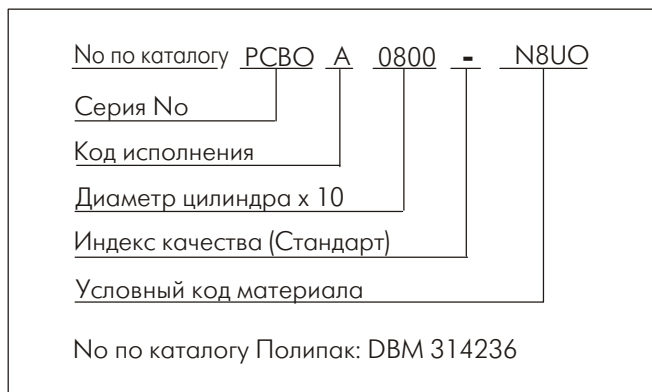 No по каталогу PCBO A 0800 - N8UO
Серия No
Код исполнения
Диаметр цилиндра x 10
Индекс качества (Стандарт)
Условный код материала
No по каталогу Полипак: DBM 314236